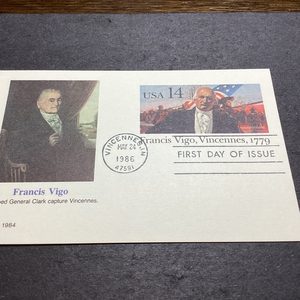 USA 14
Francis Vigo, Vincennes, 1779
VINCENNES, IN
MAY 24
1986
47591
FIRST DAY OF ISSUE
Francis Vigo
ped General Clark capture Vincennes.
1984